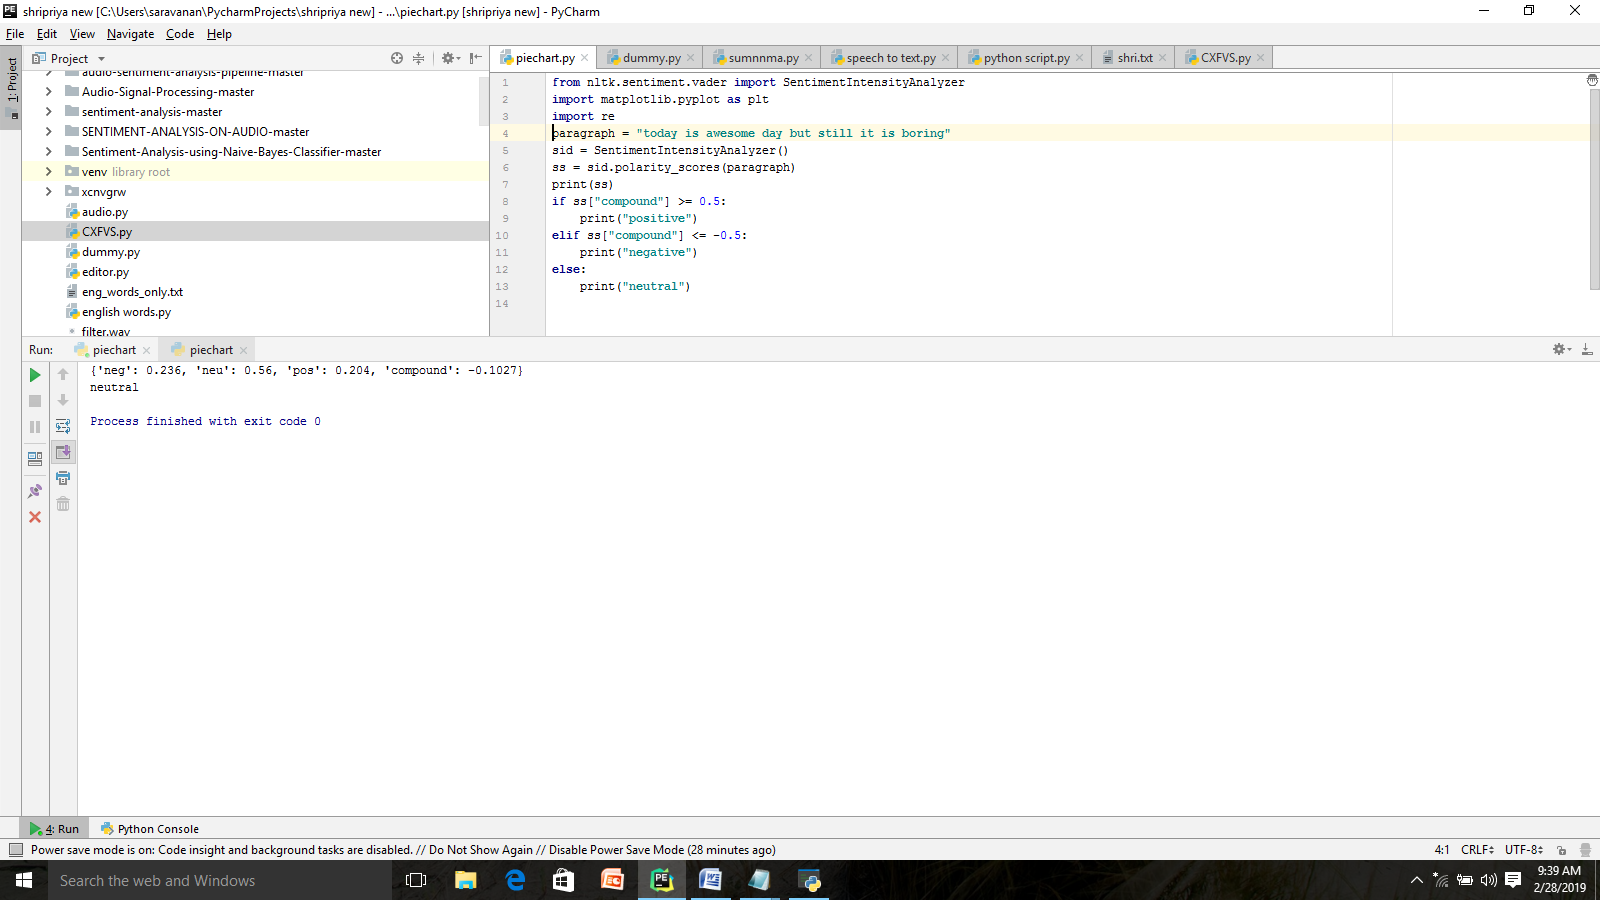 shripriya new [C:\Users\saravanan\PycharmProjects\shripriya new] - ...\piechart.py [shripriya new] - PyCharm
File Edit View Navigate Code Help
1: Project
Project
piechart.py dummy.py sumnnma.py speech to text.py python script.py shri.txt CXFVS.py
audio-sentiment-analysis-pipeline-master
Audio-Signal-Processing-master
sentiment-analysis-master
SENTIMENT-ANALYSIS-ON-AUDIO-master
Sentiment-Analysis-using-Naive-Bayes-Classifier-master
venv library root
xcnvgrw
audio.py
CXFVS.py
dummy.py
editor.py
eng_words_only.txt
english words.py
filter.wav
1 from nltk.sentiment.vader import SentimentIntensityAnalyzer
2 import matplotlib.pyplot as plt
3 import re
4 paragraph = "today is awesome day but still it is boring"
5 sid = SentimentIntensityAnalyzer()
6 ss = sid.polarity_scores(paragraph)
7 print(ss)
8 if ss["compound"] >= 0.5:
9 print("positive")
10 elif ss["compound"] <= -0.5:
11 print("negative")
12 else:
13 print("neutral")
14
Run: piechart piechart
{'neg': 0.236, 'neu': 0.56, 'pos': 0.204, 'compound': -0.1027}
neutral
Process finished with exit code 0
4: Run Python Console
Power save mode is on: Code insight and background tasks are disabled. // Do Not Show Again // Disable Power Save Mode (28 minutes ago) 4:1 CRLF UTF-8
Search the web and Windows
9:39 AM
2/28/2019